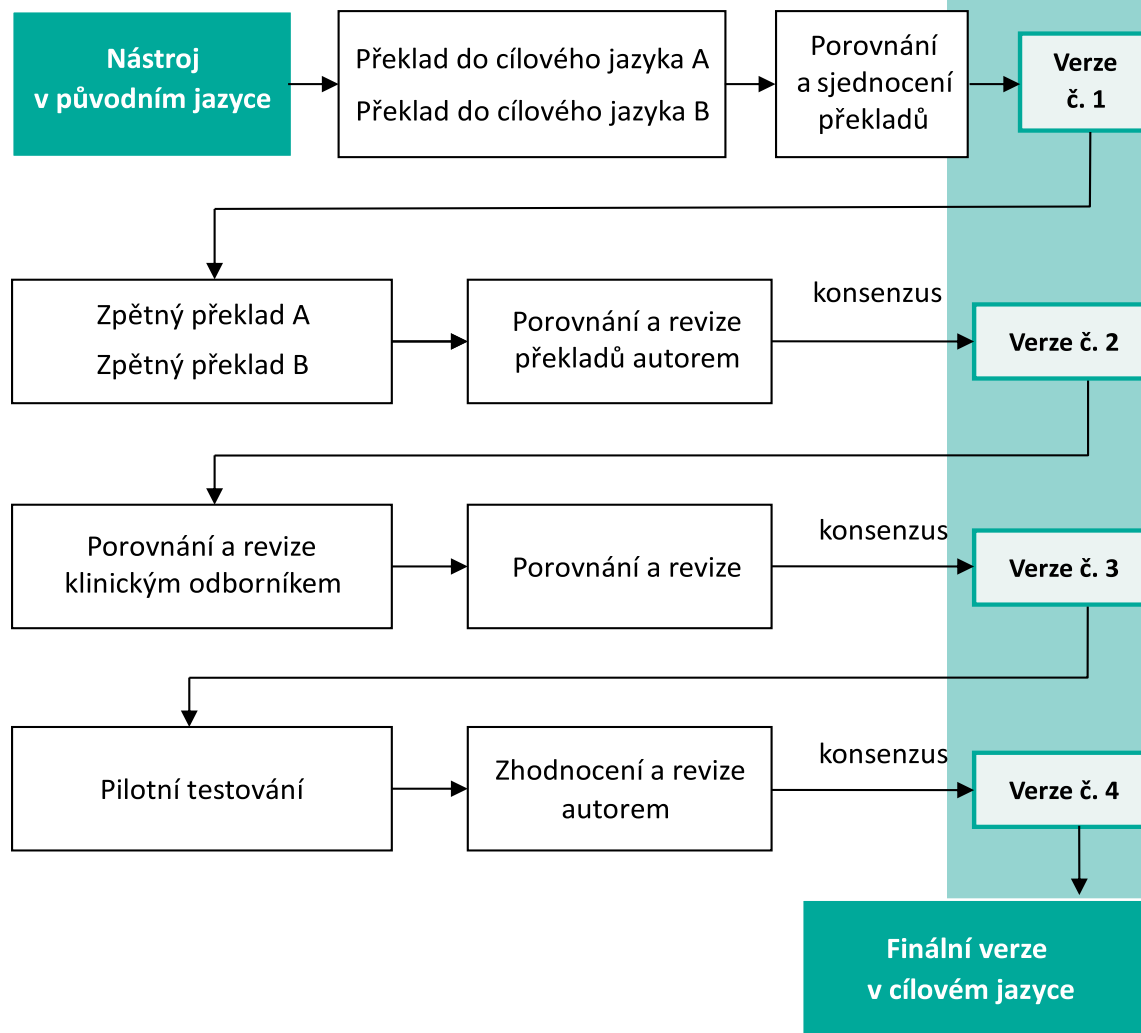 Nástroj
v původním jazyce
Překlad do cílového jazyka A
Překlad do cílového jazyka B
Porovnání
a sjednocení
překladů
Verze
č. 1
Zpětný překlad A
Zpětný překlad B
Porovnání a revize
překladů autorem
konsenzus
Verze č. 2
Porovnání a revize
klinickým odborníkem
Porovnání a revize
konsenzus
Verze č. 3
Pilotní testování
Zhodnocení a revize
autorem
konsenzus
Verze č. 4
Finální verze
v cílovém jazyce